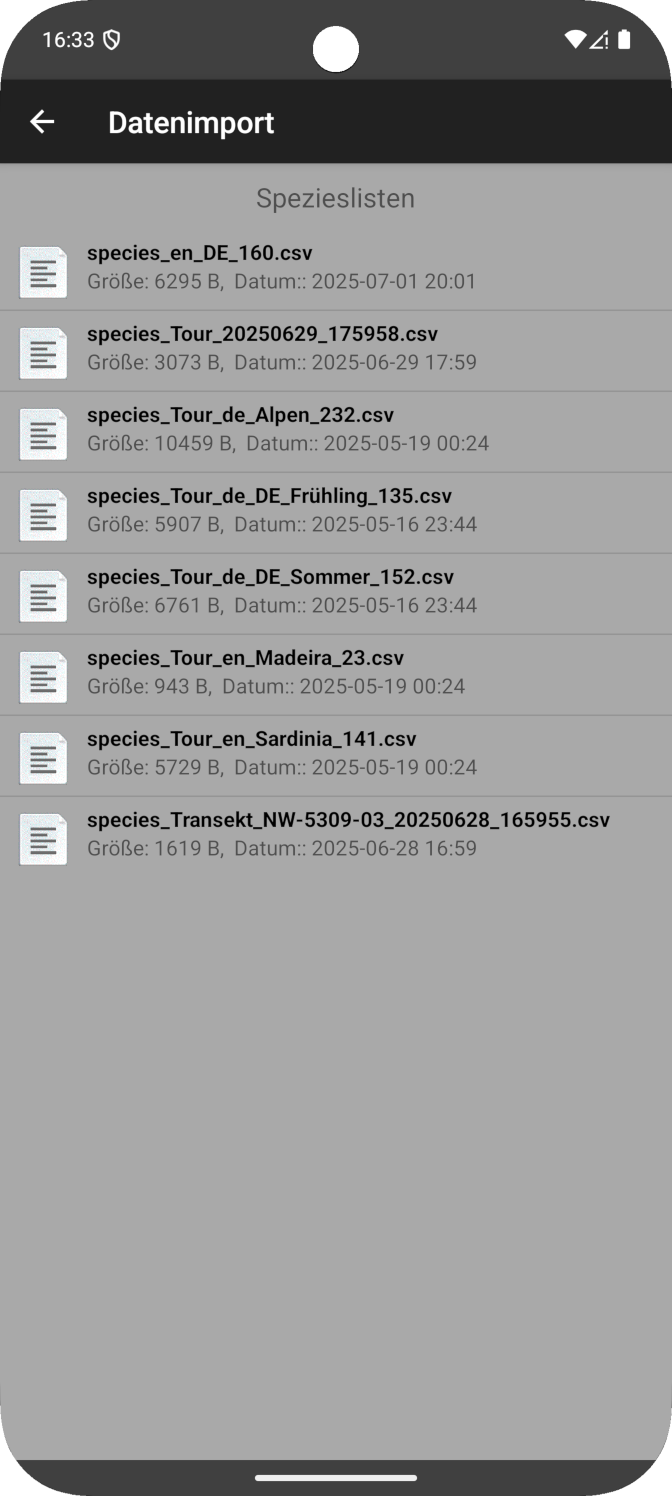 16:33
Datenimport
Spezieslisten
species_en_DE_160.csv
Größe: 6295 B,  Datum:: 2025-07-01 20:01
species_Tour_20250629_175958.csv
Größe: 3073 B,  Datum:: 2025-06-29 17:59
species_Tour_de_Alpen_232.csv
Größe: 10459 B,  Datum:: 2025-05-19 00:24
species_Tour_de_DE_Frühling_135.csv
Größe: 5907 B,  Datum:: 2025-05-16 23:44
species_Tour_de_DE_Sommer_152.csv
Größe: 6761 B,  Datum:: 2025-05-16 23:44
species_Tour_en_Madeira_23.csv
Größe: 943 B,  Datum:: 2025-05-19 00:24
species_Tour_en_Sardinia_141.csv
Größe: 5729 B,  Datum:: 2025-05-19 00:24
species_Transekt_NW-5309-03_20250628_165955.csv
Größe: 1619 B,  Datum:: 2025-06-28 16:59